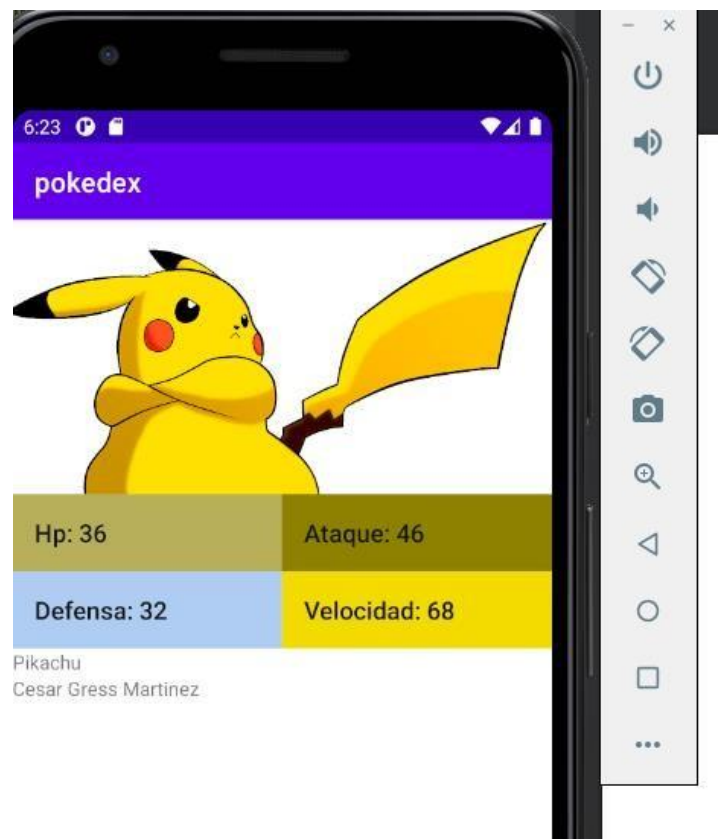 6:23
pokedex
Hp: 36
Ataque: 46
Defensa: 32
Velocidad: 68
Pikachu
Cesar Gress Martinez